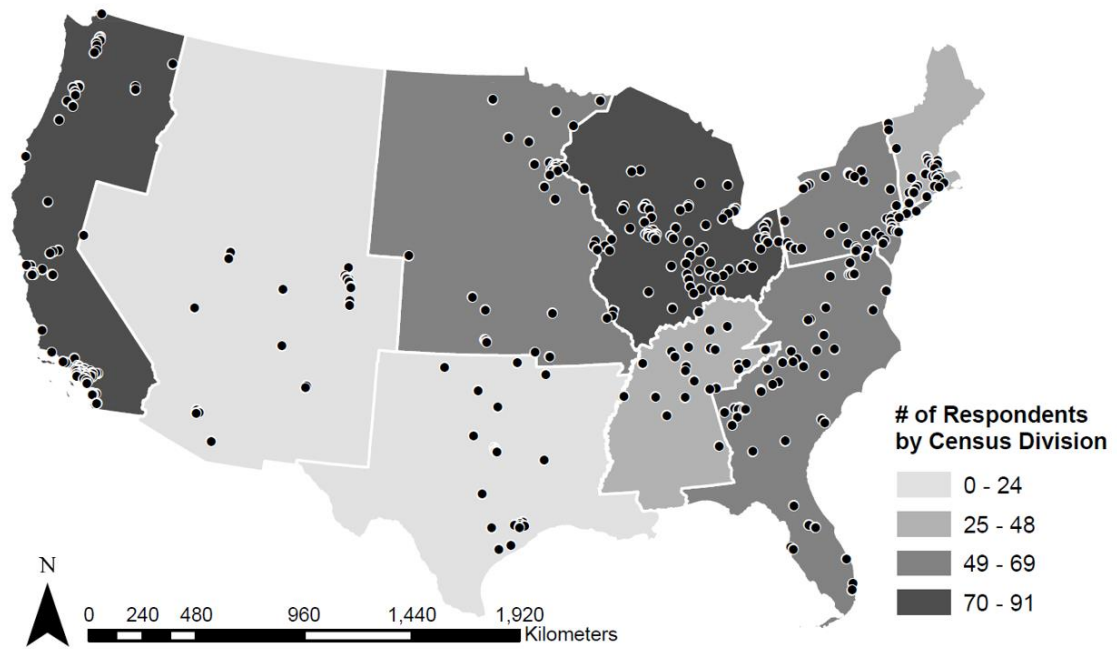 # of Respondents
by Census Division
0 - 24
25 - 48
49 - 69
70 - 91
N
0 240 480 960 1,440 1,920
Kilometers